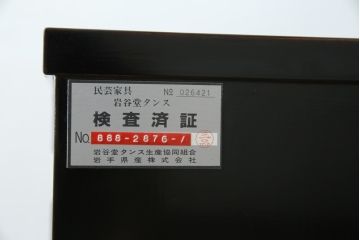 民芸家具 № 026421
岩谷堂タンス
検査済証
No. 868-2676-1
岩谷堂タンス生産協同組合
岩手県産株式会社